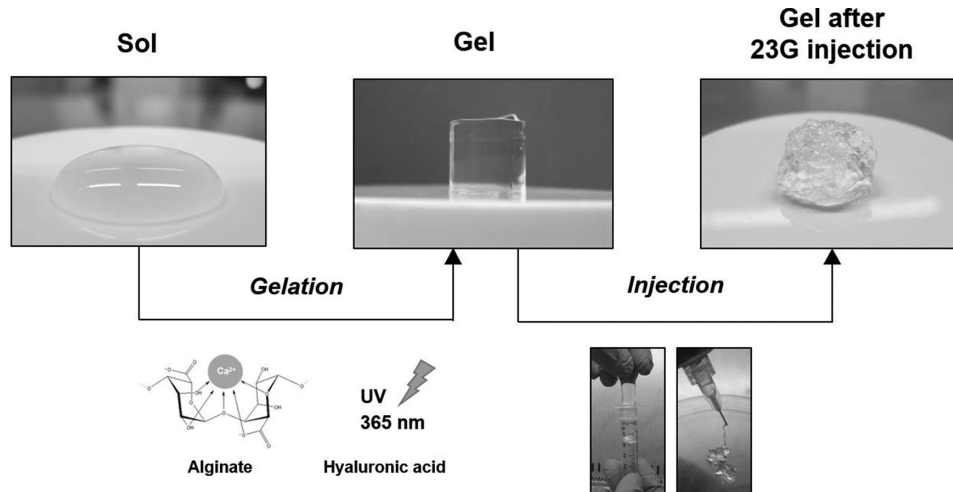 Sol
Gel
Gel after
23G injection
Gelation
Injection
Ca²⁺
UV
365 nm
Alginate
Hyaluronic acid